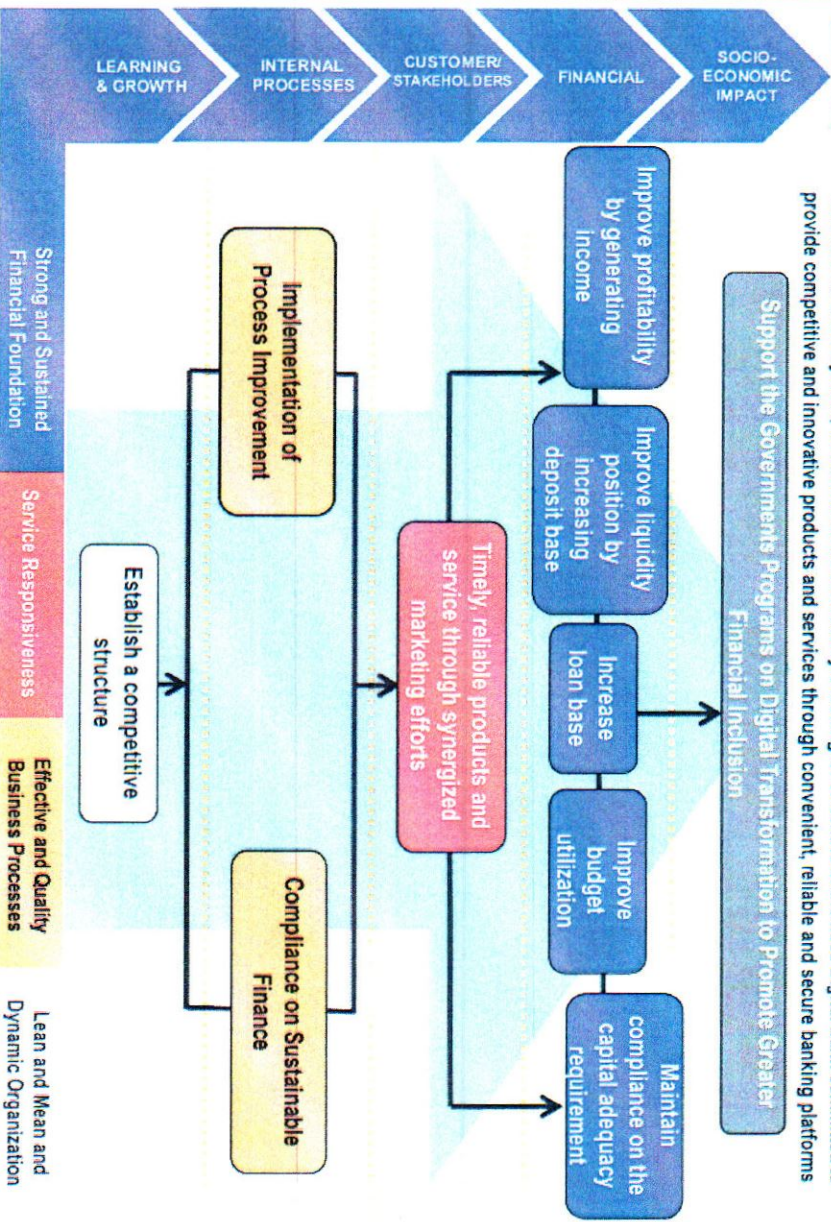 provide competitive and innovative products and services through convenient, reliable and secure banking platforms
SOCIO-
ECONOMIC
IMPACT
Support the Governments Programs on Digital Transformation to Promote Greater
Financial Inclusion
FINANCIAL
Improve profitability
by generating
income
Improve liquidity
position by
increasing
deposit base
Increase
loan base
Improve
budget
utilization
Maintain
compliance on the
capital adequacy
requirement
CUSTOMER/
STAKEHOLDERS
Timely, reliable products and
service through synergized
marketing efforts
INTERNAL
PROCESSES
Implementation of
Process Improvement
Compliance on Sustainable
Finance
LEARNING
& GROWTH
Establish a competitive
structure
Strong and Sustained
Financial Foundation
Service Responsiveness
Effective and Quality
Business Processes
Lean and Mean and
Dynamic Organization